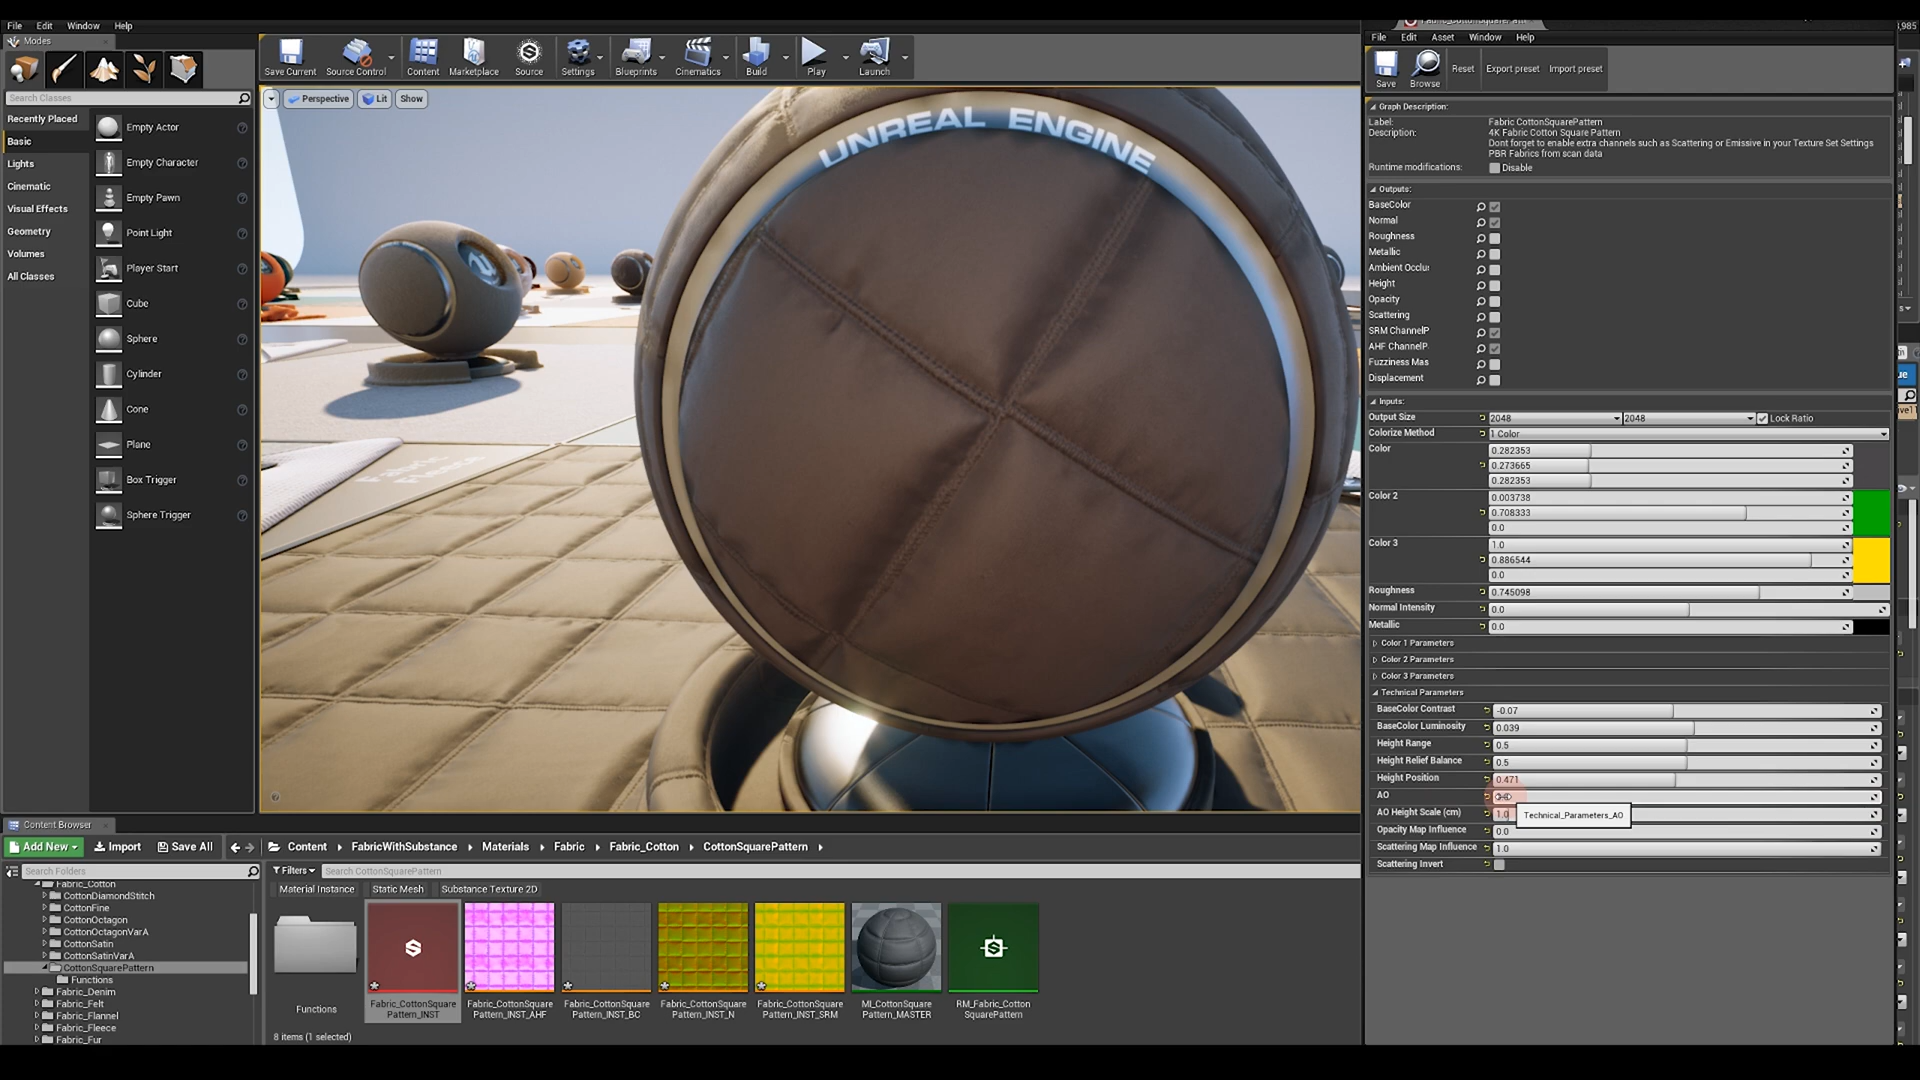 File Edit Window Help
Modes
Search Classes
Recently Placed
Basic
Lights
Cinematic
Visual Effects
Geometry
Volumes
All Classes
Empty Actor
Empty Character
Empty Pawn
Point Light
Player Start
Cube
Sphere
Cylinder
Cone
Plane
Box Trigger
Sphere Trigger
Save Current Source Control Content Marketplace Source Settings Blueprints Cinematics Build Play Launch
Perspective Lit Show
UNREAL ENGINE
Fabric
Content Browser
Add New Import Save All Content FabricWithSubstance Materials Fabric Fabric_Cotton CottonSquarePattern
Search Folders
Filters Search CottonSquarePattern
Material Instance Static Mesh Substance Texture 2D
Fabric_Cotton
CottonDiamondStitch
CottonFine
CottonOctagon
CottonOctagonVarA
CottonSatin
CottonSatinVarA
CottonSquarePattern
Functions
Fabric_Denim
Fabric_Felt
Fabric_Flannel
Fabric_Fleece
Fabric_Fur
Functions
Fabric_CottonSquare
Pattern_INST
Fabric_CottonSquare
Pattern_INST_AHF
Fabric_CottonSquare
Pattern_INST_BC
Fabric_CottonSquare
Pattern_INST_N
Fabric_CottonSquare
Pattern_INST_SRM
MI_CottonSquare
Pattern_MASTER
RM_Fabric_Cotton
SquarePattern
8 items (1 selected)
File Edit Asset Window Help
Save Browse Reset Export preset Import preset
Graph Description:
Label: Fabric CottonSquarePattern
Description: 4K Fabric Cotton Square Pattern
Dont forget to enable extra channels such as Scattering or Emissive in your Texture Set Settings
PBR Fabrics from scan data
Runtime modifications: Disable
Outputs:
BaseColor
Normal
Roughness
Metallic
Ambient Occlu
Height
Opacity
Scattering
SRM ChannelP
AHF ChannelP
Fuzziness Mas
Displacement
Inputs:
Output Size 2048 2048 Lock Ratio
Colorize Method 1 Color
Color 0.282353
0.273665
0.282353
Color 2 0.003738
0.708333
0.0
Color 3 1.0
0.886544
0.0
Roughness 0.745098
Normal Intensity 0.0
Metallic 0.0
Color 1 Parameters
Color 2 Parameters
Color 3 Parameters
Technical Parameters
BaseColor Contrast -0.07
BaseColor Luminosity 0.039
Height Range 0.5
Height Relief Balance 0.5
Height Position 0.471
AO
AO Height Scale (cm) 1.0
Technical_Parameters_AO
Opacity Map Influence 0.0
Scattering Map Influence 1.0
Scattering Invert